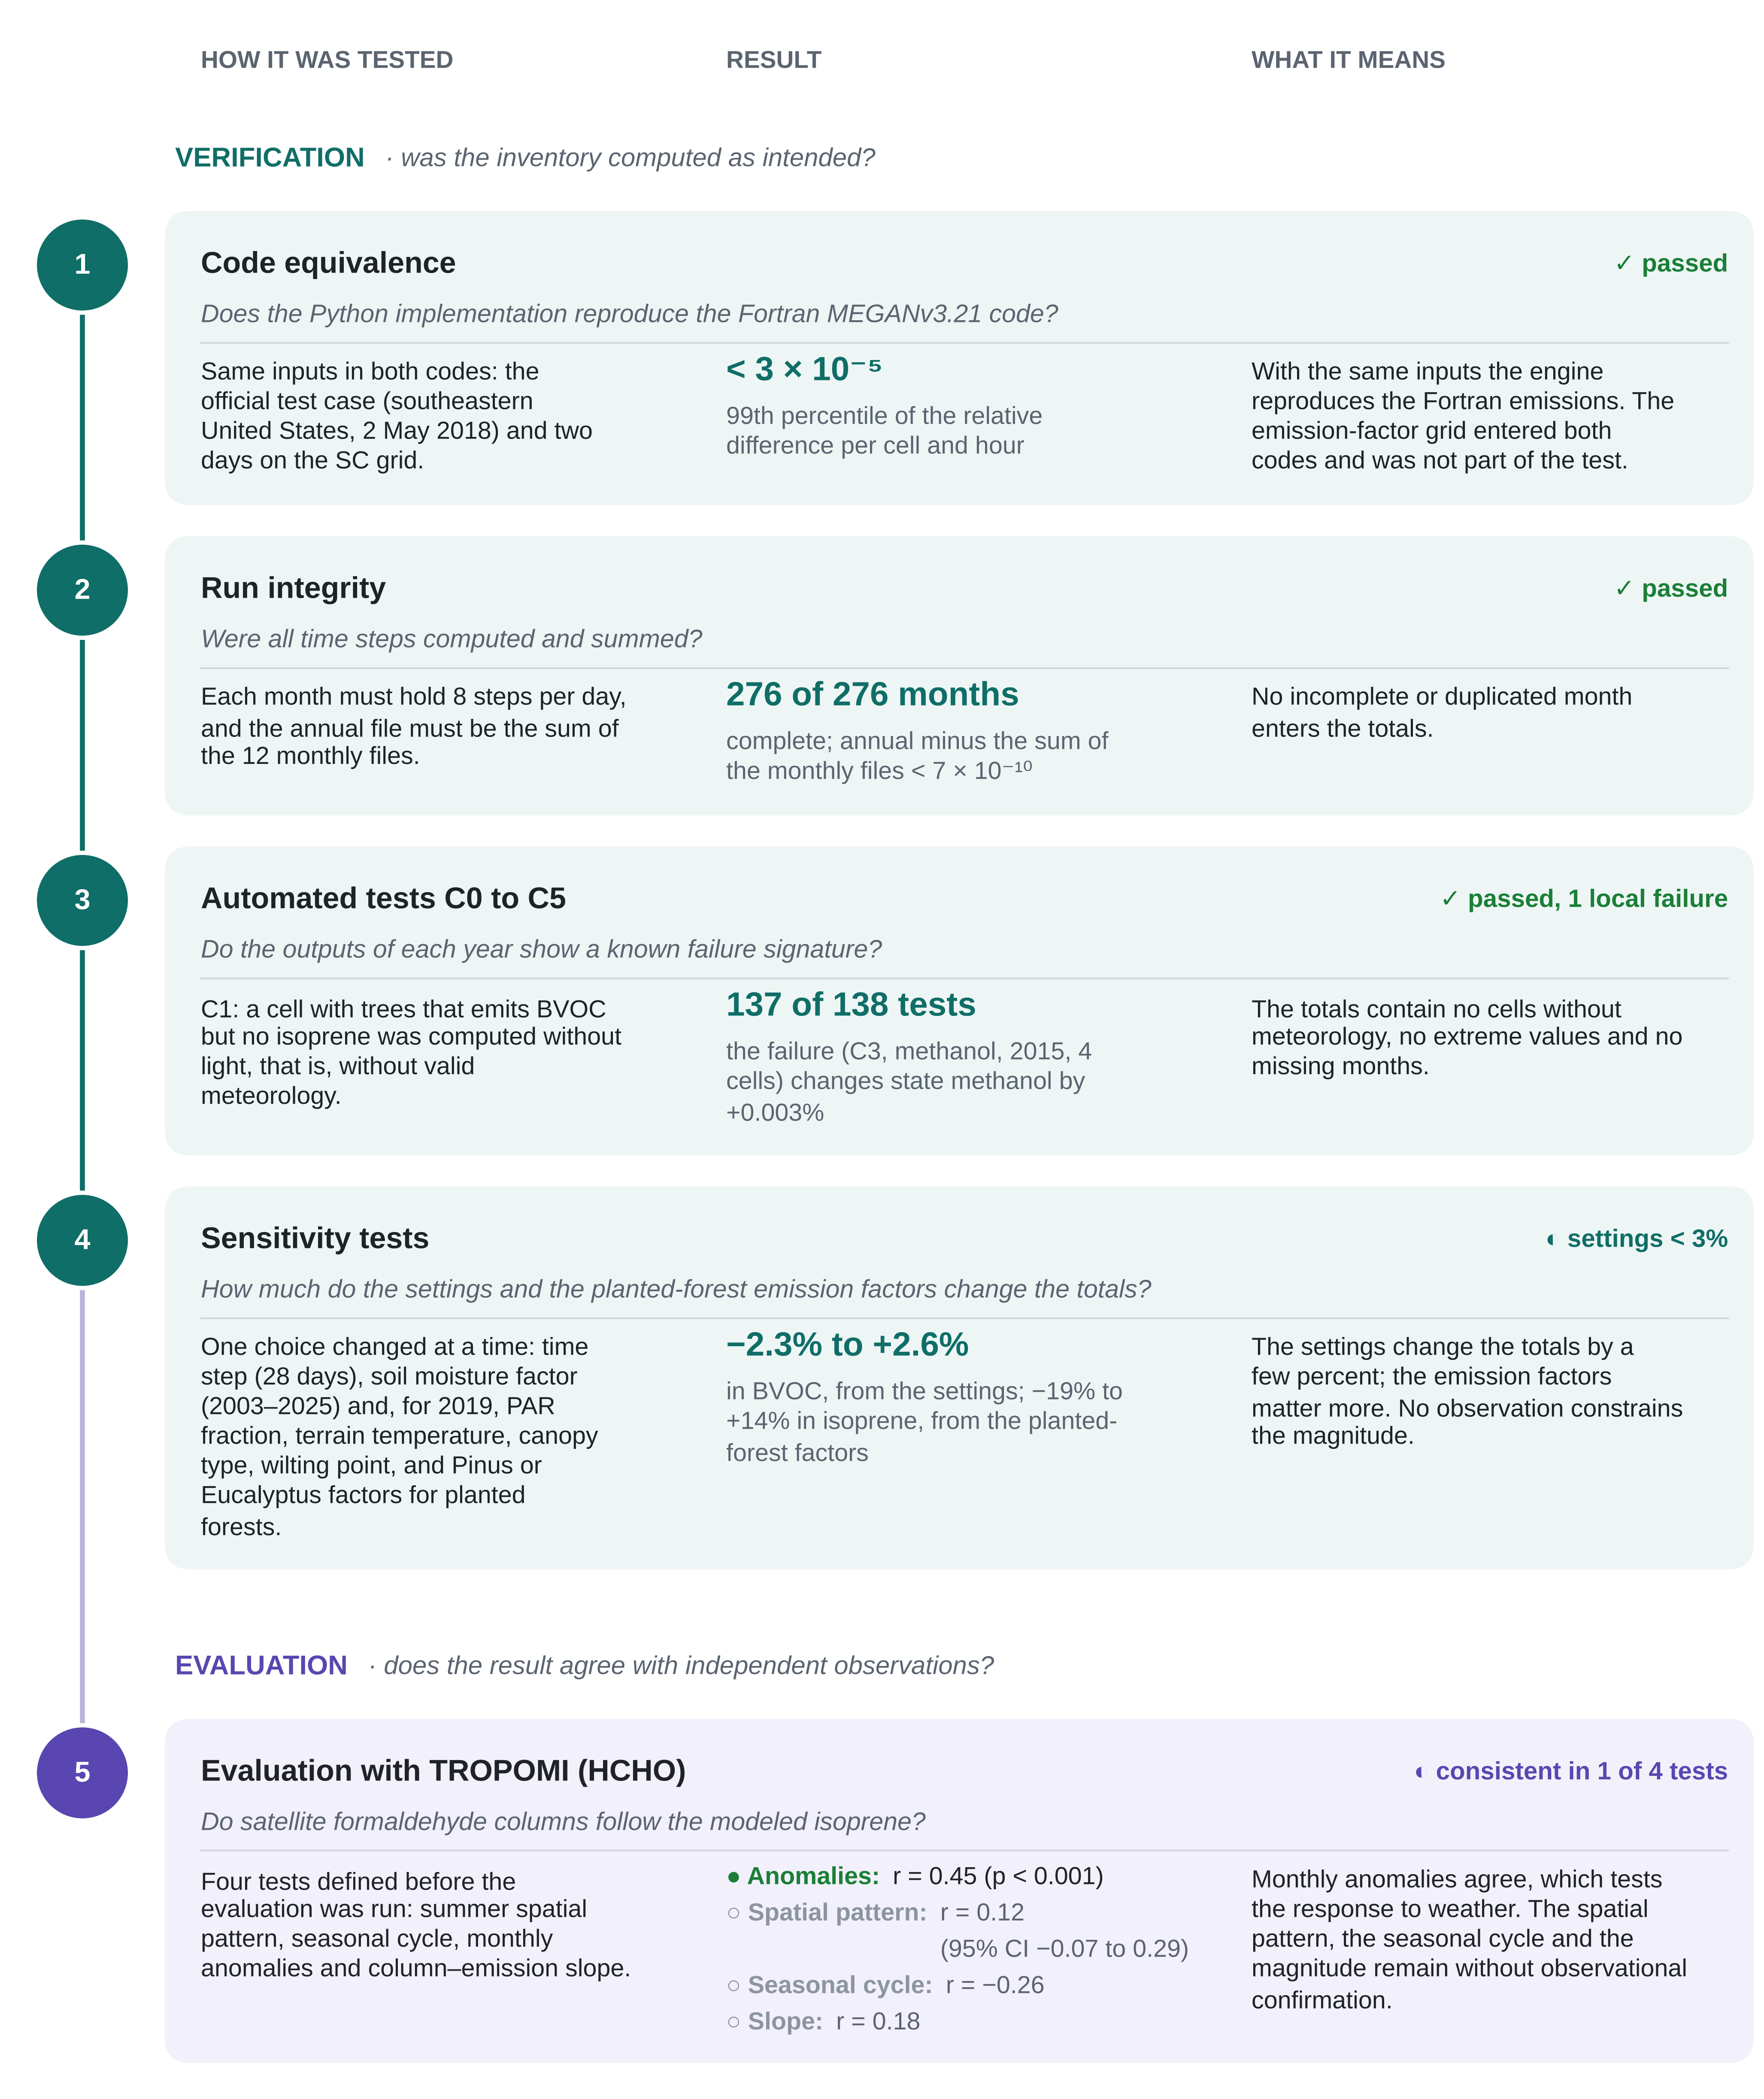 HOW IT WAS TESTED
RESULT
WHAT IT MEANS
VERIFICATION · was the inventory computed as intended?
1
Code equivalence
✓ passed
Does the Python implementation reproduce the Fortran MEGANv3.21 code?
Same inputs in both codes: the
official test case (southeastern
United States, 2 May 2018) and two
days on the SC grid.
< 3 × 10⁻⁵
99th percentile of the relative
difference per cell and hour
With the same inputs the engine
reproduces the Fortran emissions. The
emission-factor grid entered both
codes and was not part of the test.
2
Run integrity
✓ passed
Were all time steps computed and summed?
Each month must hold 8 steps per day,
and the annual file must be the sum of
the 12 monthly files.
276 of 276 months
complete; annual minus the sum of
the monthly files < 7 × 10⁻¹⁰
No incomplete or duplicated month
enters the totals.
3
Automated tests C0 to C5
✓ passed, 1 local failure
Do the outputs of each year show a known failure signature?
C1: a cell with trees that emits BVOC
but no isoprene was computed without
light, that is, without valid
meteorology.
137 of 138 tests
the failure (C3, methanol, 2015, 4
cells) changes state methanol by
+0.003%
The totals contain no cells without
meteorology, no extreme values and no
missing months.
4
Sensitivity tests
◖ settings < 3%
How much do the settings and the planted-forest emission factors change the totals?
One choice changed at a time: time
step (28 days), soil moisture factor
(2003–2025) and, for 2019, PAR
fraction, terrain temperature, canopy
type, wilting point, and Pinus or
Eucalyptus factors for planted
forests.
−2.3% to +2.6%
in BVOC, from the settings; −19% to
+14% in isoprene, from the planted-
forest factors
The settings change the totals by a
few percent; the emission factors
matter more. No observation constrains
the magnitude.
EVALUATION · does the result agree with independent observations?
5
Evaluation with TROPOMI (HCHO)
◖ consistent in 1 of 4 tests
Do satellite formaldehyde columns follow the modeled isoprene?
Four tests defined before the
evaluation was run: summer spatial
pattern, seasonal cycle, monthly
anomalies and column–emission slope.
● Anomalies: r = 0.45 (p < 0.001)
○ Spatial pattern: r = 0.12
(95% CI −0.07 to 0.29)
○ Seasonal cycle: r = −0.26
○ Slope: r = 0.18
Monthly anomalies agree, which tests
the response to weather. The spatial
pattern, the seasonal cycle and the
magnitude remain without observational
confirmation.